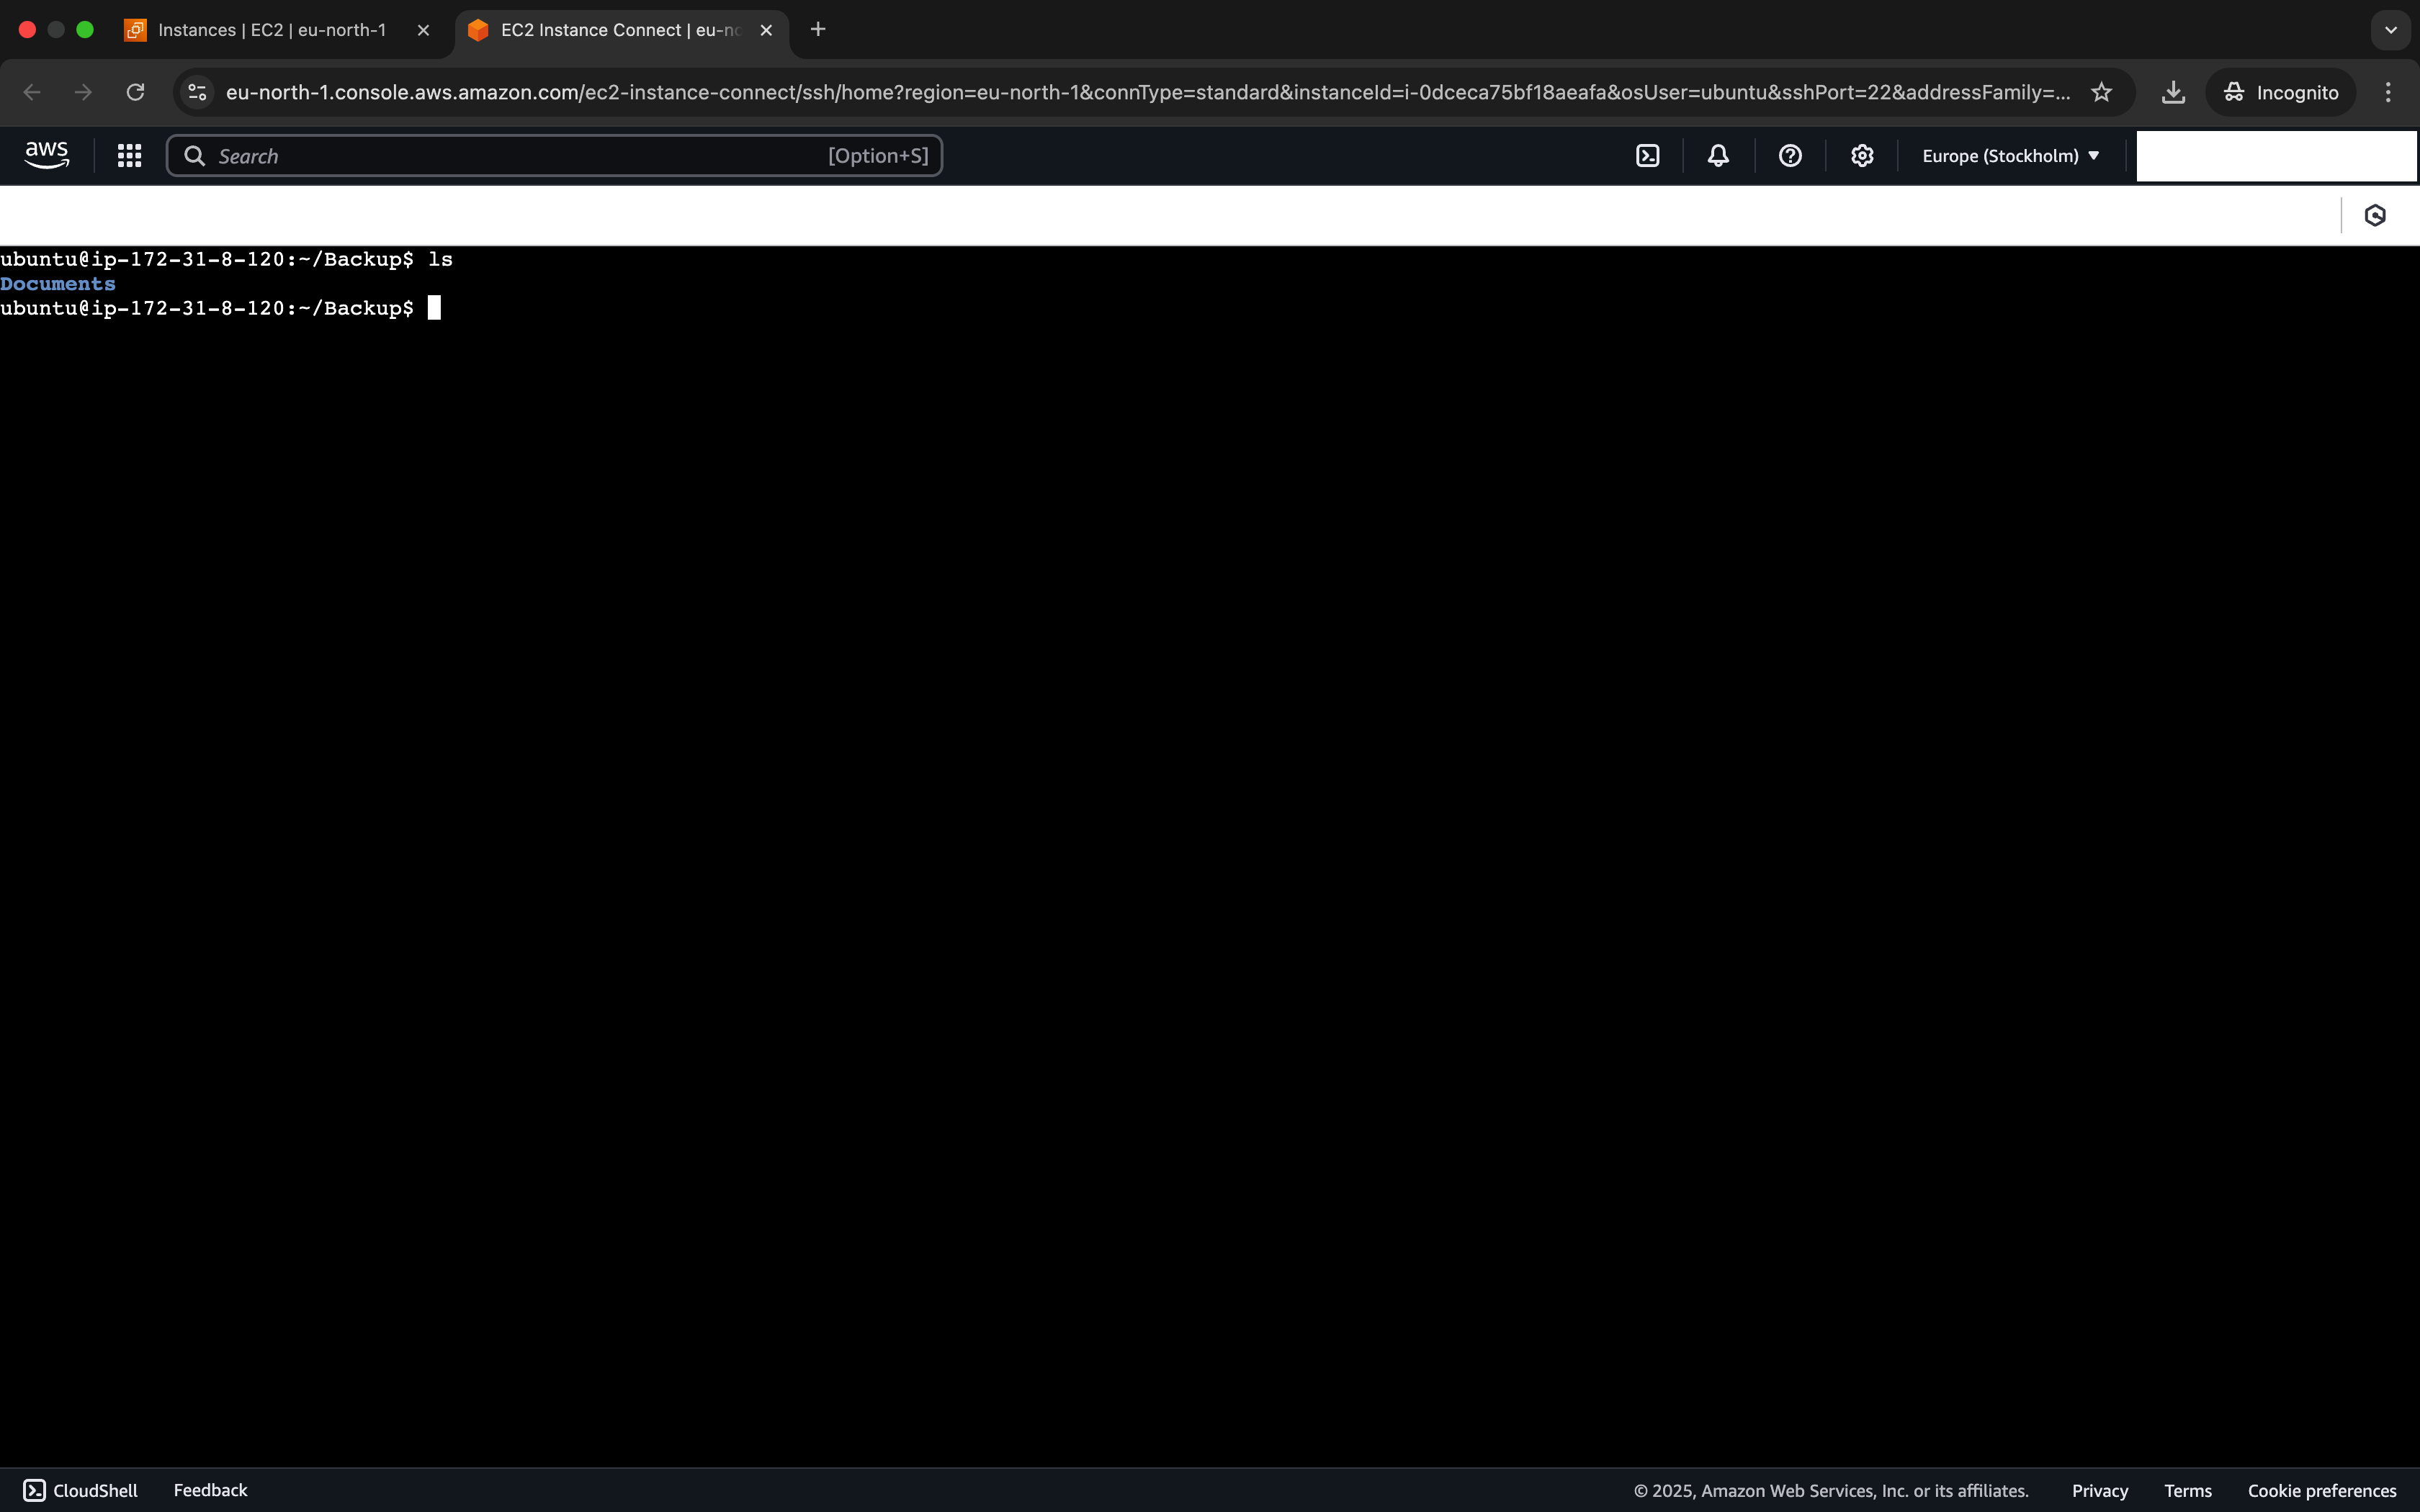 Instances | EC2 | eu-north-1
EC2 Instance Connect | eu-no
eu-north-1.console.aws.amazon.com/ec2-instance-connect/ssh/home?region=eu-north-1&connType=standard&instanceId=i-0dceca75bf18aeafa&osUser=ubuntu&sshPort=22&addressFamily=...
Incognito
aws
Search
[Option+S]
Europe (Stockholm)
ubuntu@ip-172-31-8-120:~/Backup$ ls
Documents
ubuntu@ip-172-31-8-120:~/Backup$
CloudShell
Feedback
© 2025, Amazon Web Services, Inc. or its affiliates.
Privacy
Terms
Cookie preferences